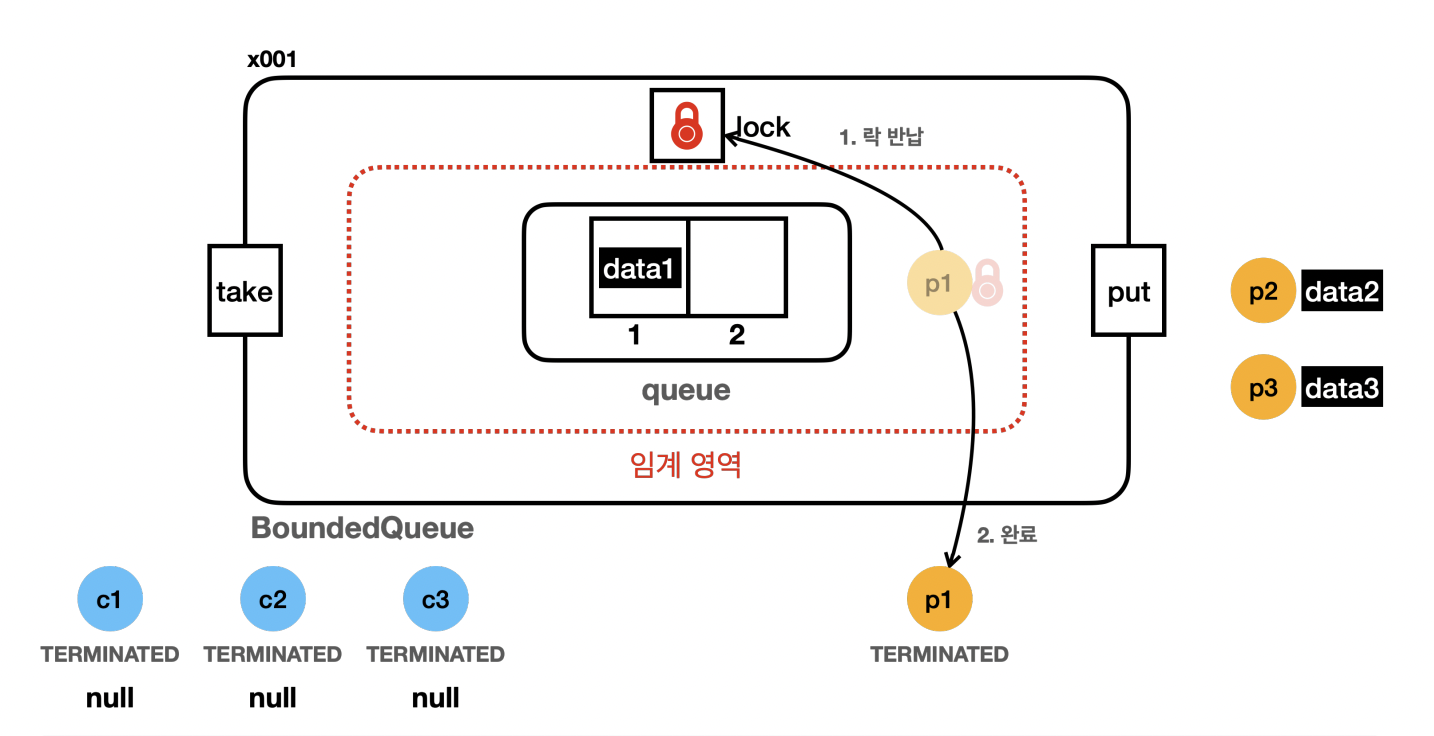 x001
lock
1. 락 반납
data1
p1
take
put
p2
data2
1
2
queue
p3
data3
임계 영역
BoundedQueue
2. 완료
c1
c2
c3
p1
TERMINATED
TERMINATED
TERMINATED
TERMINATED
null
null
null